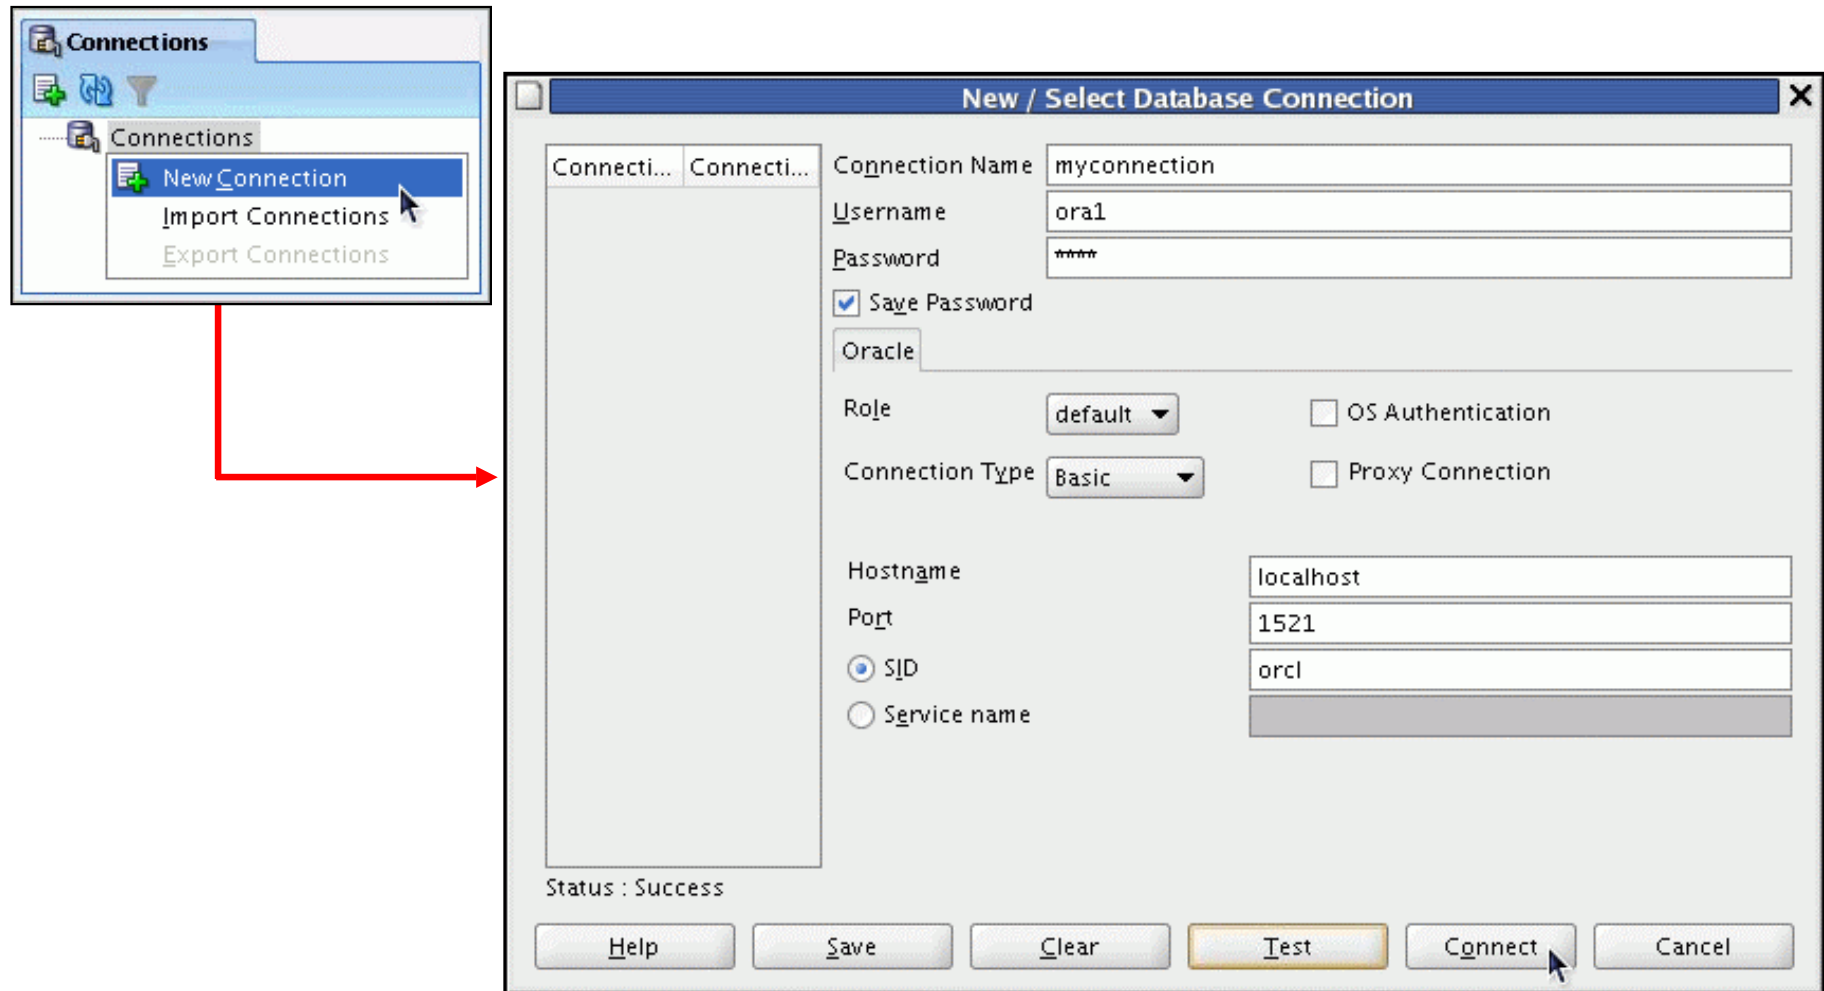 Connections
Connections
New Connection
Import Connections
Export Connections
New / Select Database Connection
Connecti... Connecti...
Connection Name myconnection
Username ora1
Password ****
Save Password
Oracle
Role default OS Authentication
Connection Type Basic Proxy Connection
Hostname localhost
Port 1521
SID orcl
Service name
Status : Success
Help Save Clear Test Connect Cancel